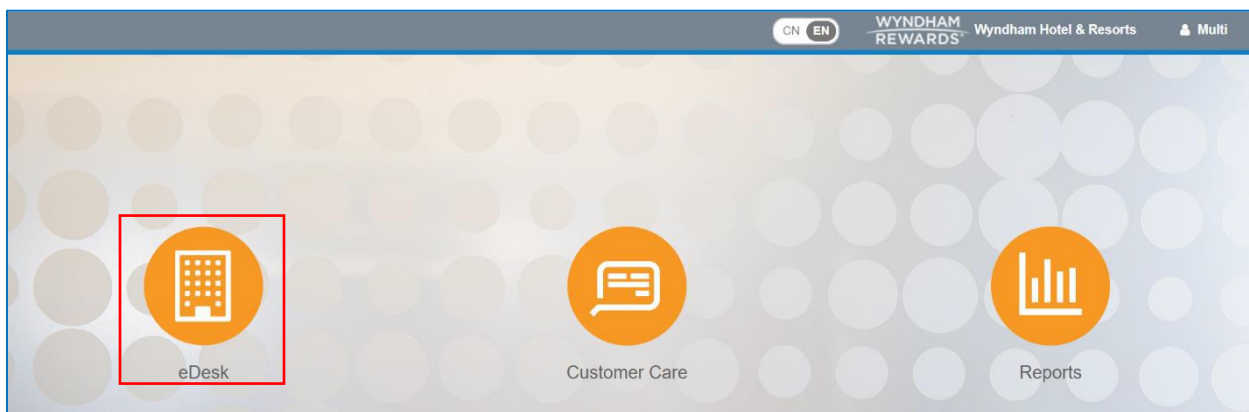 CN EN WYNDHAM REWARDS® Wyndham Hotel & Resorts Multi
eDesk Customer Care Reports